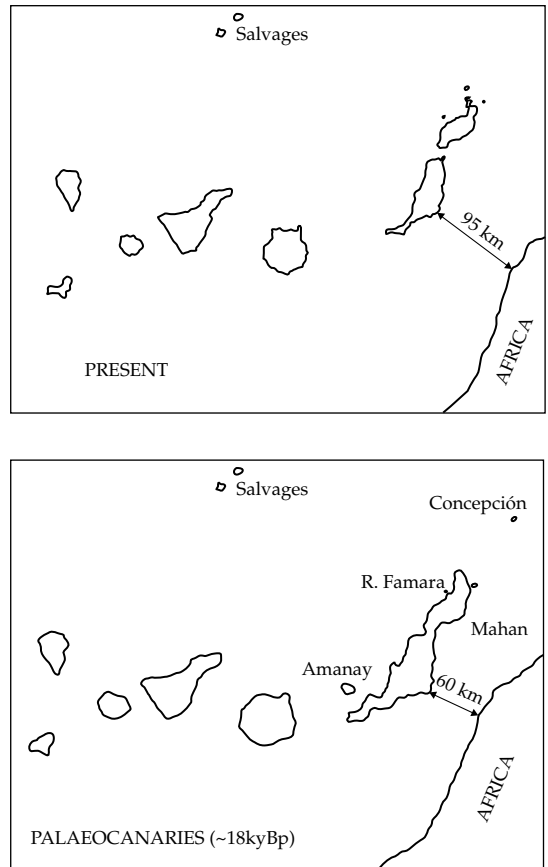 Salvages
95 km
AFRICA
PRESENT
Salvages
Concepción
R. Famara
Mahan
Amanay
60 km
AFRICA
PALAEOCANARIES (~18kyBp)